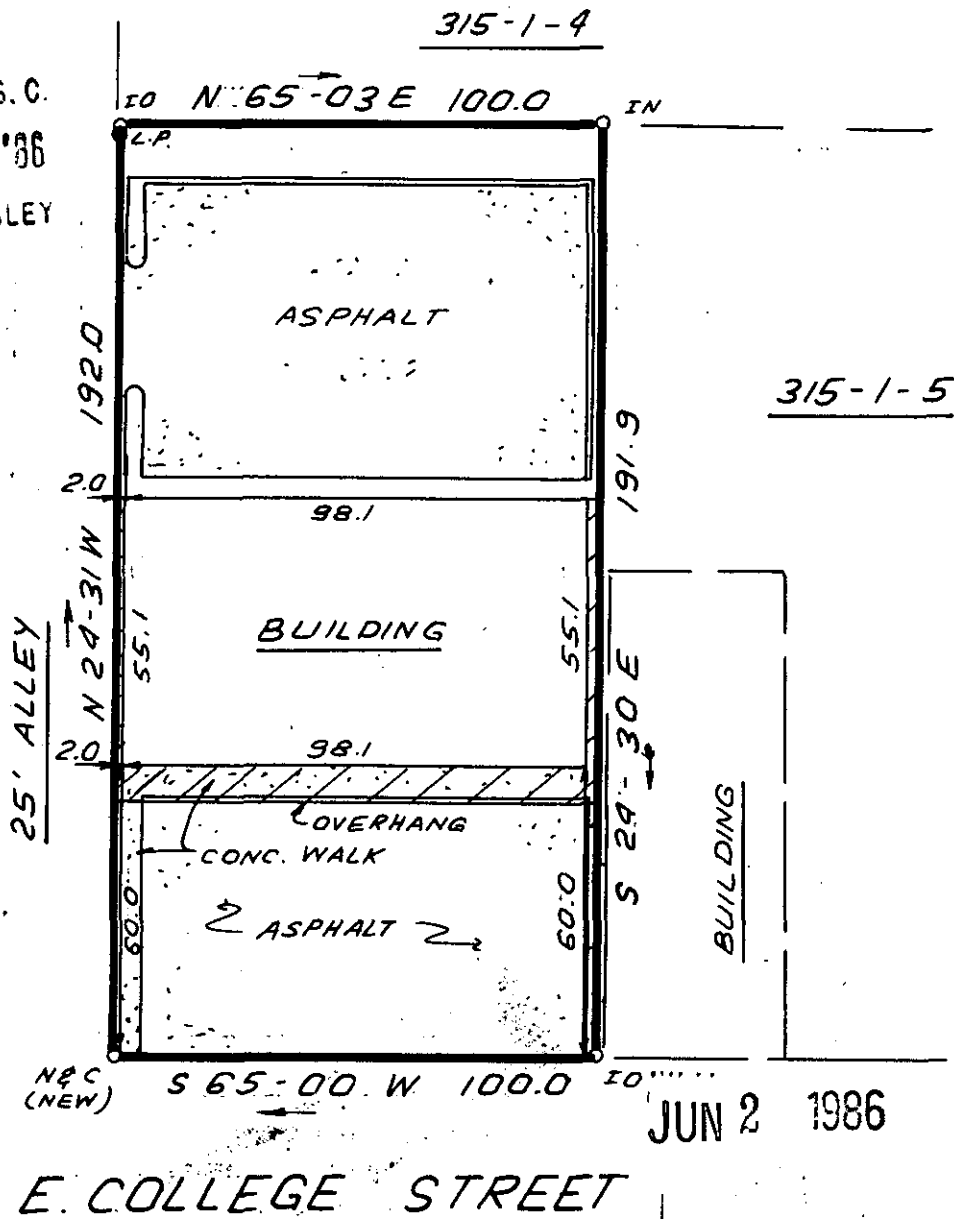 315-1-4
S.C.
IO N 65-03 E 100.0 IN
L.P.
'86
LEY
ASPHALT
192.0
315-1-5
191.9
2.0
98.1
N 24-31 W
55.1
BUILDING
55.1
25' ALLEY
S 24-30 E
2.0
98.1
OVERHANG
CONC. WALK
BUILDING
60.0
ASPHALT
60.0
N&C
(NEW)
S 65-00 W 100.0 IO
JUN 2 1986
E. COLLEGE STREET